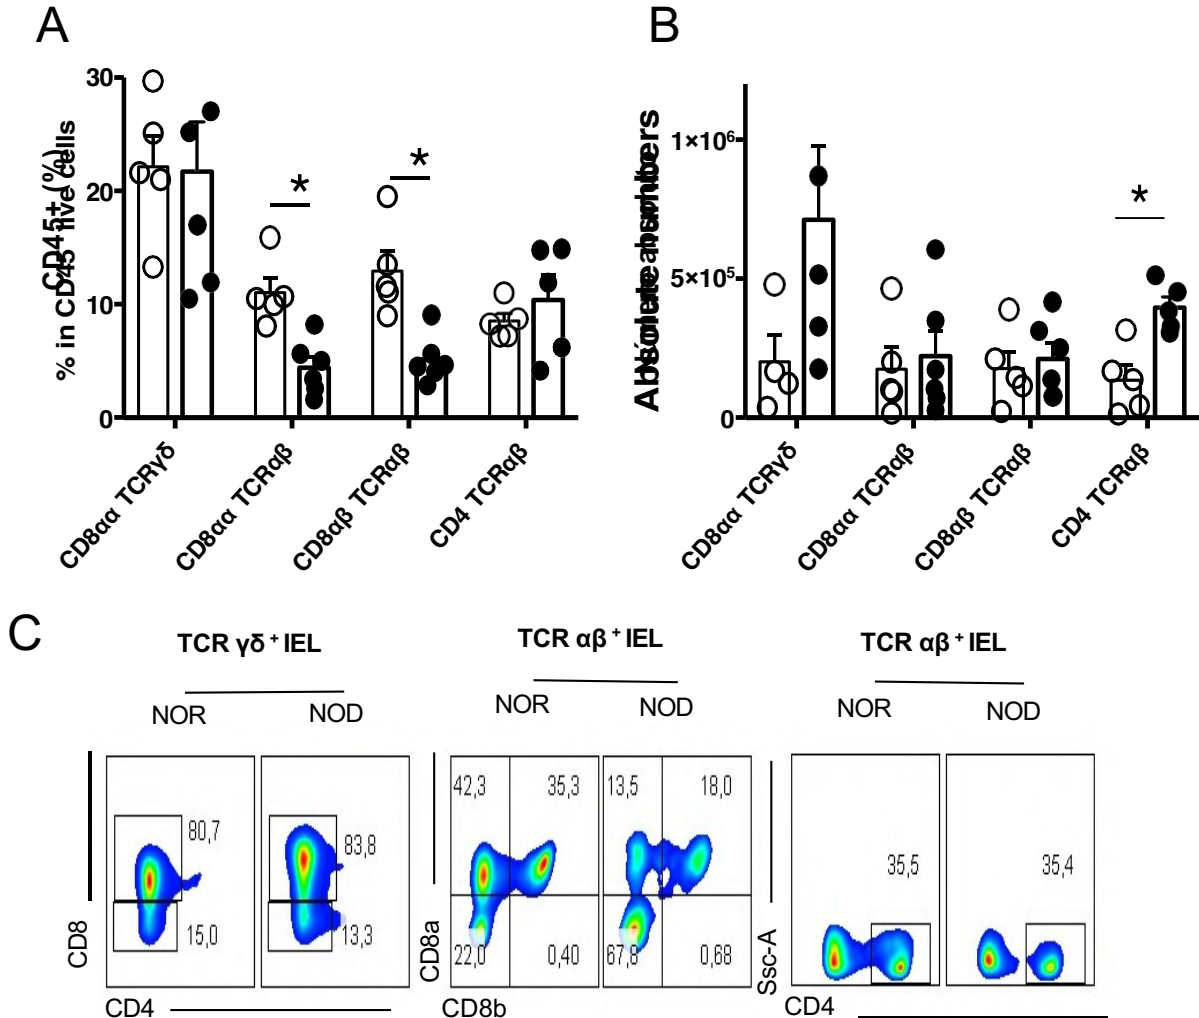 A
B
30
20
10
0
CD45+ (%)
% in CD45+ live cells
*
*
CD8αα TCRγδ
CD8αα TCRαβ
CD8αβ TCRαβ
CD4 TCRαβ
1×10⁶
5×10⁵
0
Absolute numbers
*
CD8αα TCRγδ
CD8αα TCRαβ
CD8αβ TCRαβ
CD4 TCRαβ
C
TCR γδ + IEL
TCR αβ + IEL
TCR αβ + IEL
NOR
NOD
NOR
NOD
NOR
NOD
80,7
83,8
15,0
13,3
CD8
CD4
42,3
35,3
13,5
18,0
22,0
0,40
67,8
0,68
CD8a
CD8b
35,5
35,4
Ssc-A
CD4